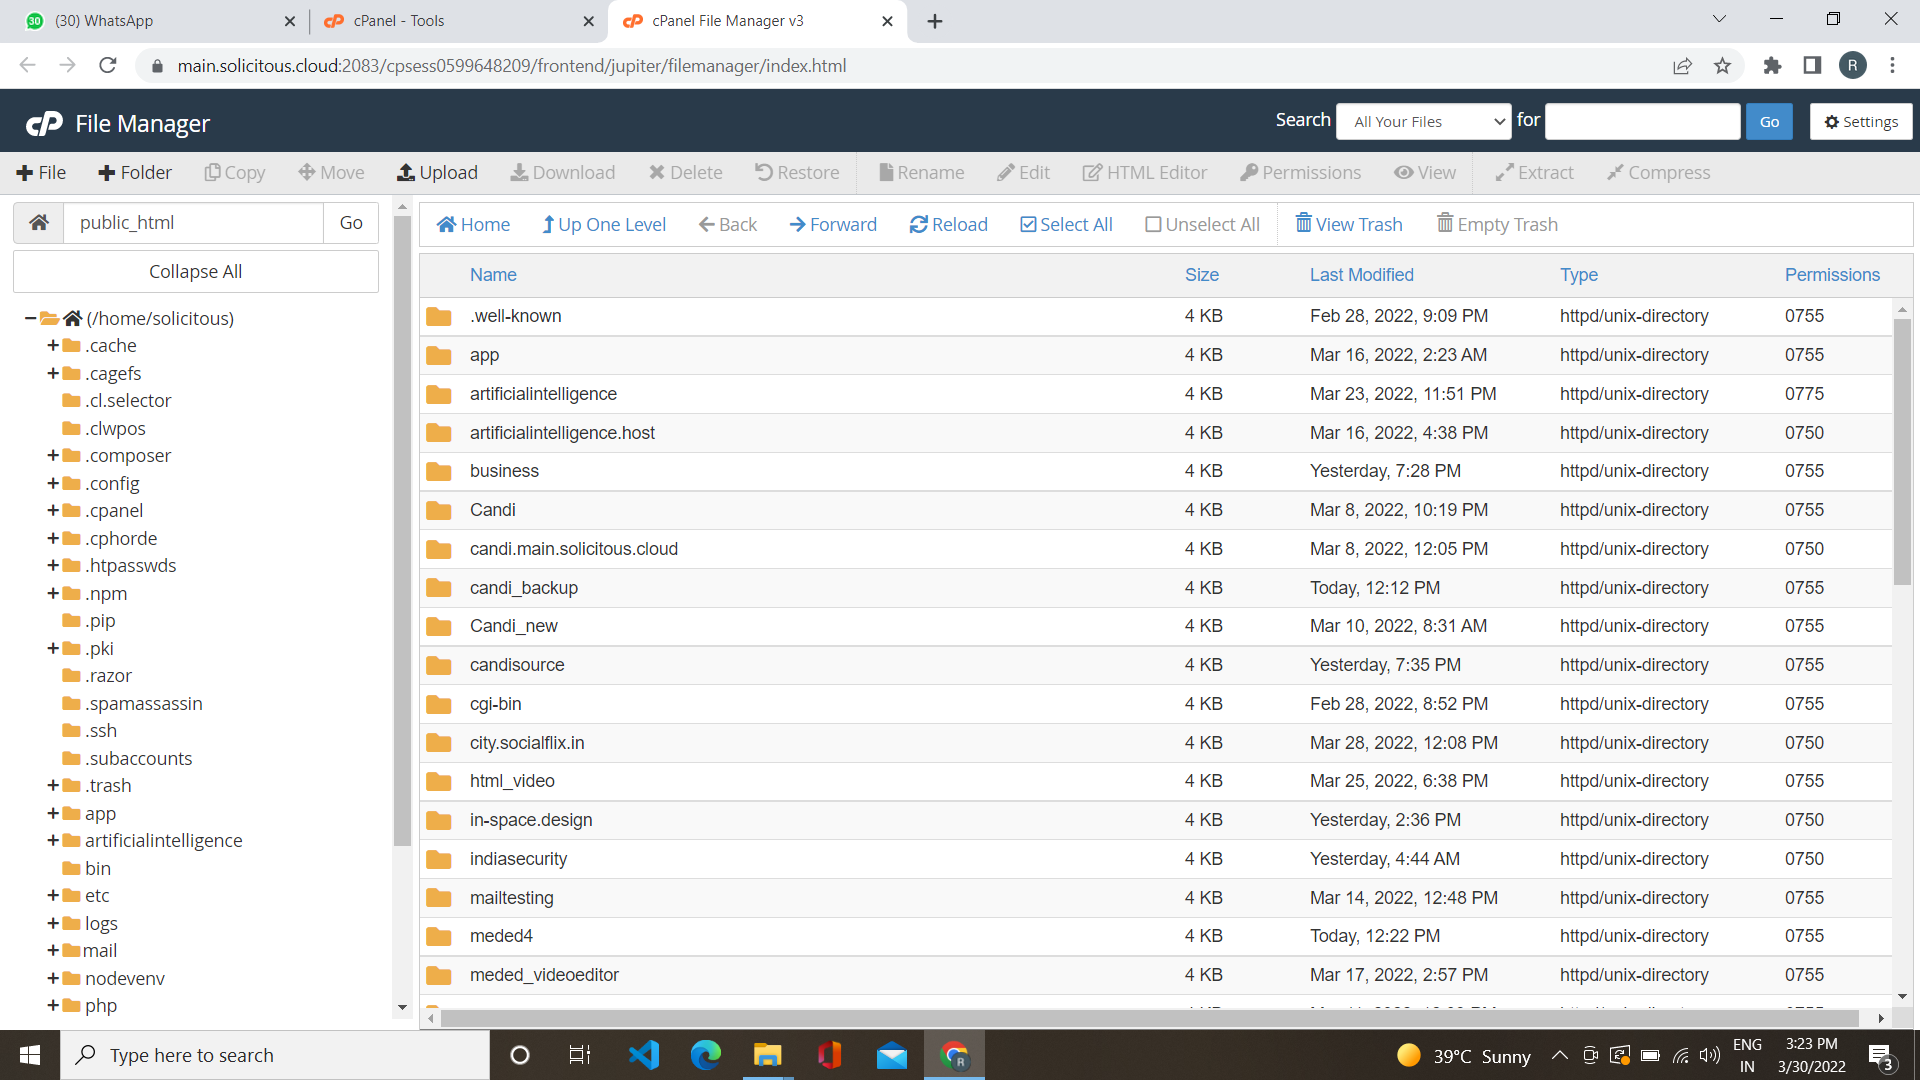 30 (30) WhatsApp
cPanel - Tools
cPanel File Manager v3
main.solicitous.cloud:2083/cpsess0599648209/frontend/jupiter/filemanager/index.html
R
cP File Manager
Search All Your Files for Go Settings
File Folder Copy Move Upload Download Delete Restore Rename Edit HTML Editor Permissions View Extract Compress
public_html Go
Home Up One Level Back Forward Reload Select All Unselect All View Trash Empty Trash
Collapse All
(/home/solicitous)
.cache
.cagefs
.cl.selector
.clwpos
.composer
.config
.cpanel
.cphorde
.htpasswds
.npm
.pip
.pki
.razor
.spamassassin
.ssh
.subaccounts
.trash
app
artificialintelligence
bin
etc
logs
mail
nodevenv
php
Name Size Last Modified Type Permissions
.well-known 4 KB Feb 28, 2022, 9:09 PM httpd/unix-directory 0755
app 4 KB Mar 16, 2022, 2:23 AM httpd/unix-directory 0755
artificialintelligence 4 KB Mar 23, 2022, 11:51 PM httpd/unix-directory 0775
artificialintelligence.host 4 KB Mar 16, 2022, 4:38 PM httpd/unix-directory 0750
business 4 KB Yesterday, 7:28 PM httpd/unix-directory 0755
Candi 4 KB Mar 8, 2022, 10:19 PM httpd/unix-directory 0755
candi.main.solicitous.cloud 4 KB Mar 8, 2022, 12:05 PM httpd/unix-directory 0750
candi_backup 4 KB Today, 12:12 PM httpd/unix-directory 0755
Candi_new 4 KB Mar 10, 2022, 8:31 AM httpd/unix-directory 0755
candisource 4 KB Yesterday, 7:35 PM httpd/unix-directory 0755
cgi-bin 4 KB Feb 28, 2022, 8:52 PM httpd/unix-directory 0755
city.socialflix.in 4 KB Mar 28, 2022, 12:08 PM httpd/unix-directory 0750
html_video 4 KB Mar 25, 2022, 6:38 PM httpd/unix-directory 0755
in-space.design 4 KB Yesterday, 2:36 PM httpd/unix-directory 0750
indiasecurity 4 KB Yesterday, 4:44 AM httpd/unix-directory 0750
mailtesting 4 KB Mar 14, 2022, 12:48 PM httpd/unix-directory 0755
meded4 4 KB Today, 12:22 PM httpd/unix-directory 0755
meded_videoeditor 4 KB Mar 17, 2022, 2:57 PM httpd/unix-directory 0755
Type here to search
R
39°C Sunny
ENG
IN
3:23 PM
3/30/2022
3